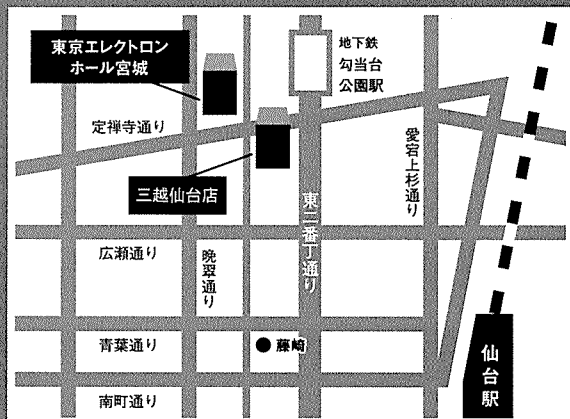 東京エレクトロン
ホール宮城
地下鉄
勾当台
公園駅
定禅寺通り
愛宕上杉通り
三越仙台店
東二番丁通り
広瀬通り
晩翠通り
青葉通り
藤崎
仙台駅
南町通り